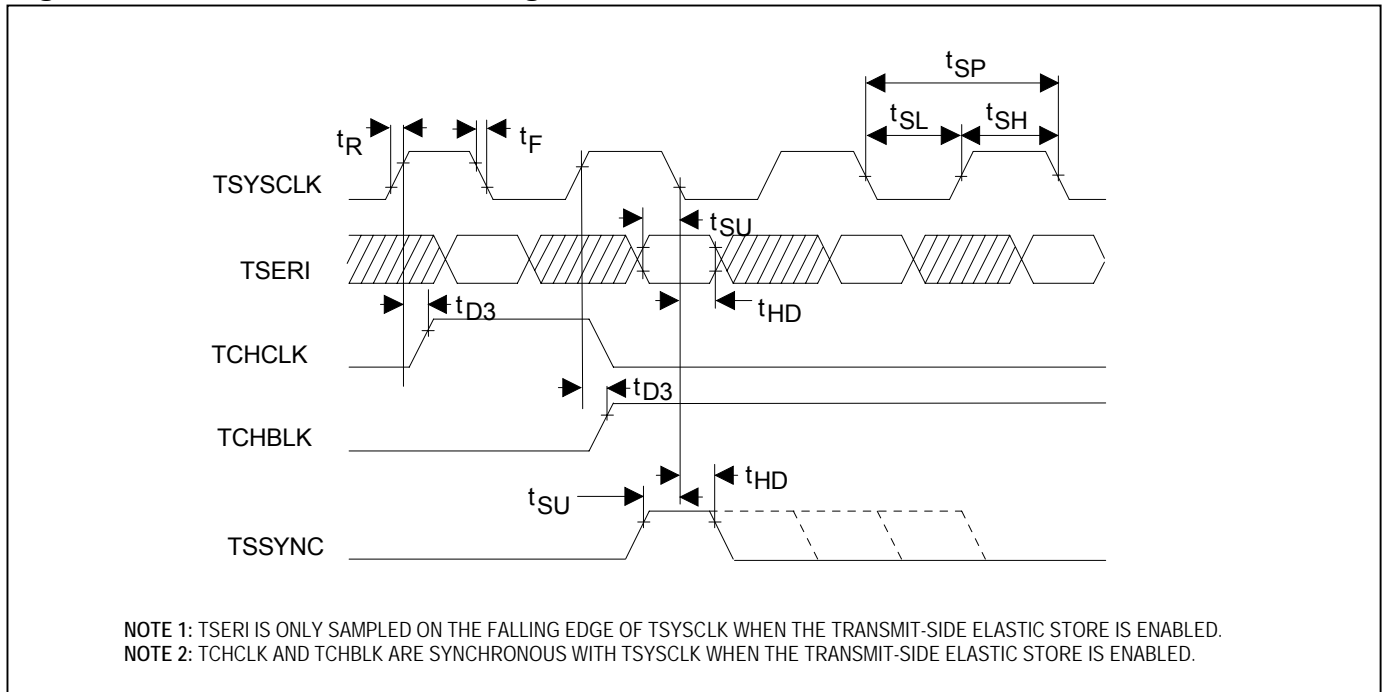 tSP
tSL tSH
tR tF
TSYSCLK
tSU
TSERI
tD3 tHD
TCHCLK
tD3
TCHBLK
tSU tHD
TSSYNC
NOTE 1: TSERI IS ONLY SAMPLED ON THE FALLING EDGE OF TSYSCLK WHEN THE TRANSMIT-SIDE ELASTIC STORE IS ENABLED.
NOTE 2: TCHCLK AND TCHBLK ARE SYNCHRONOUS WITH TSYSCLK WHEN THE TRANSMIT-SIDE ELASTIC STORE IS ENABLED.